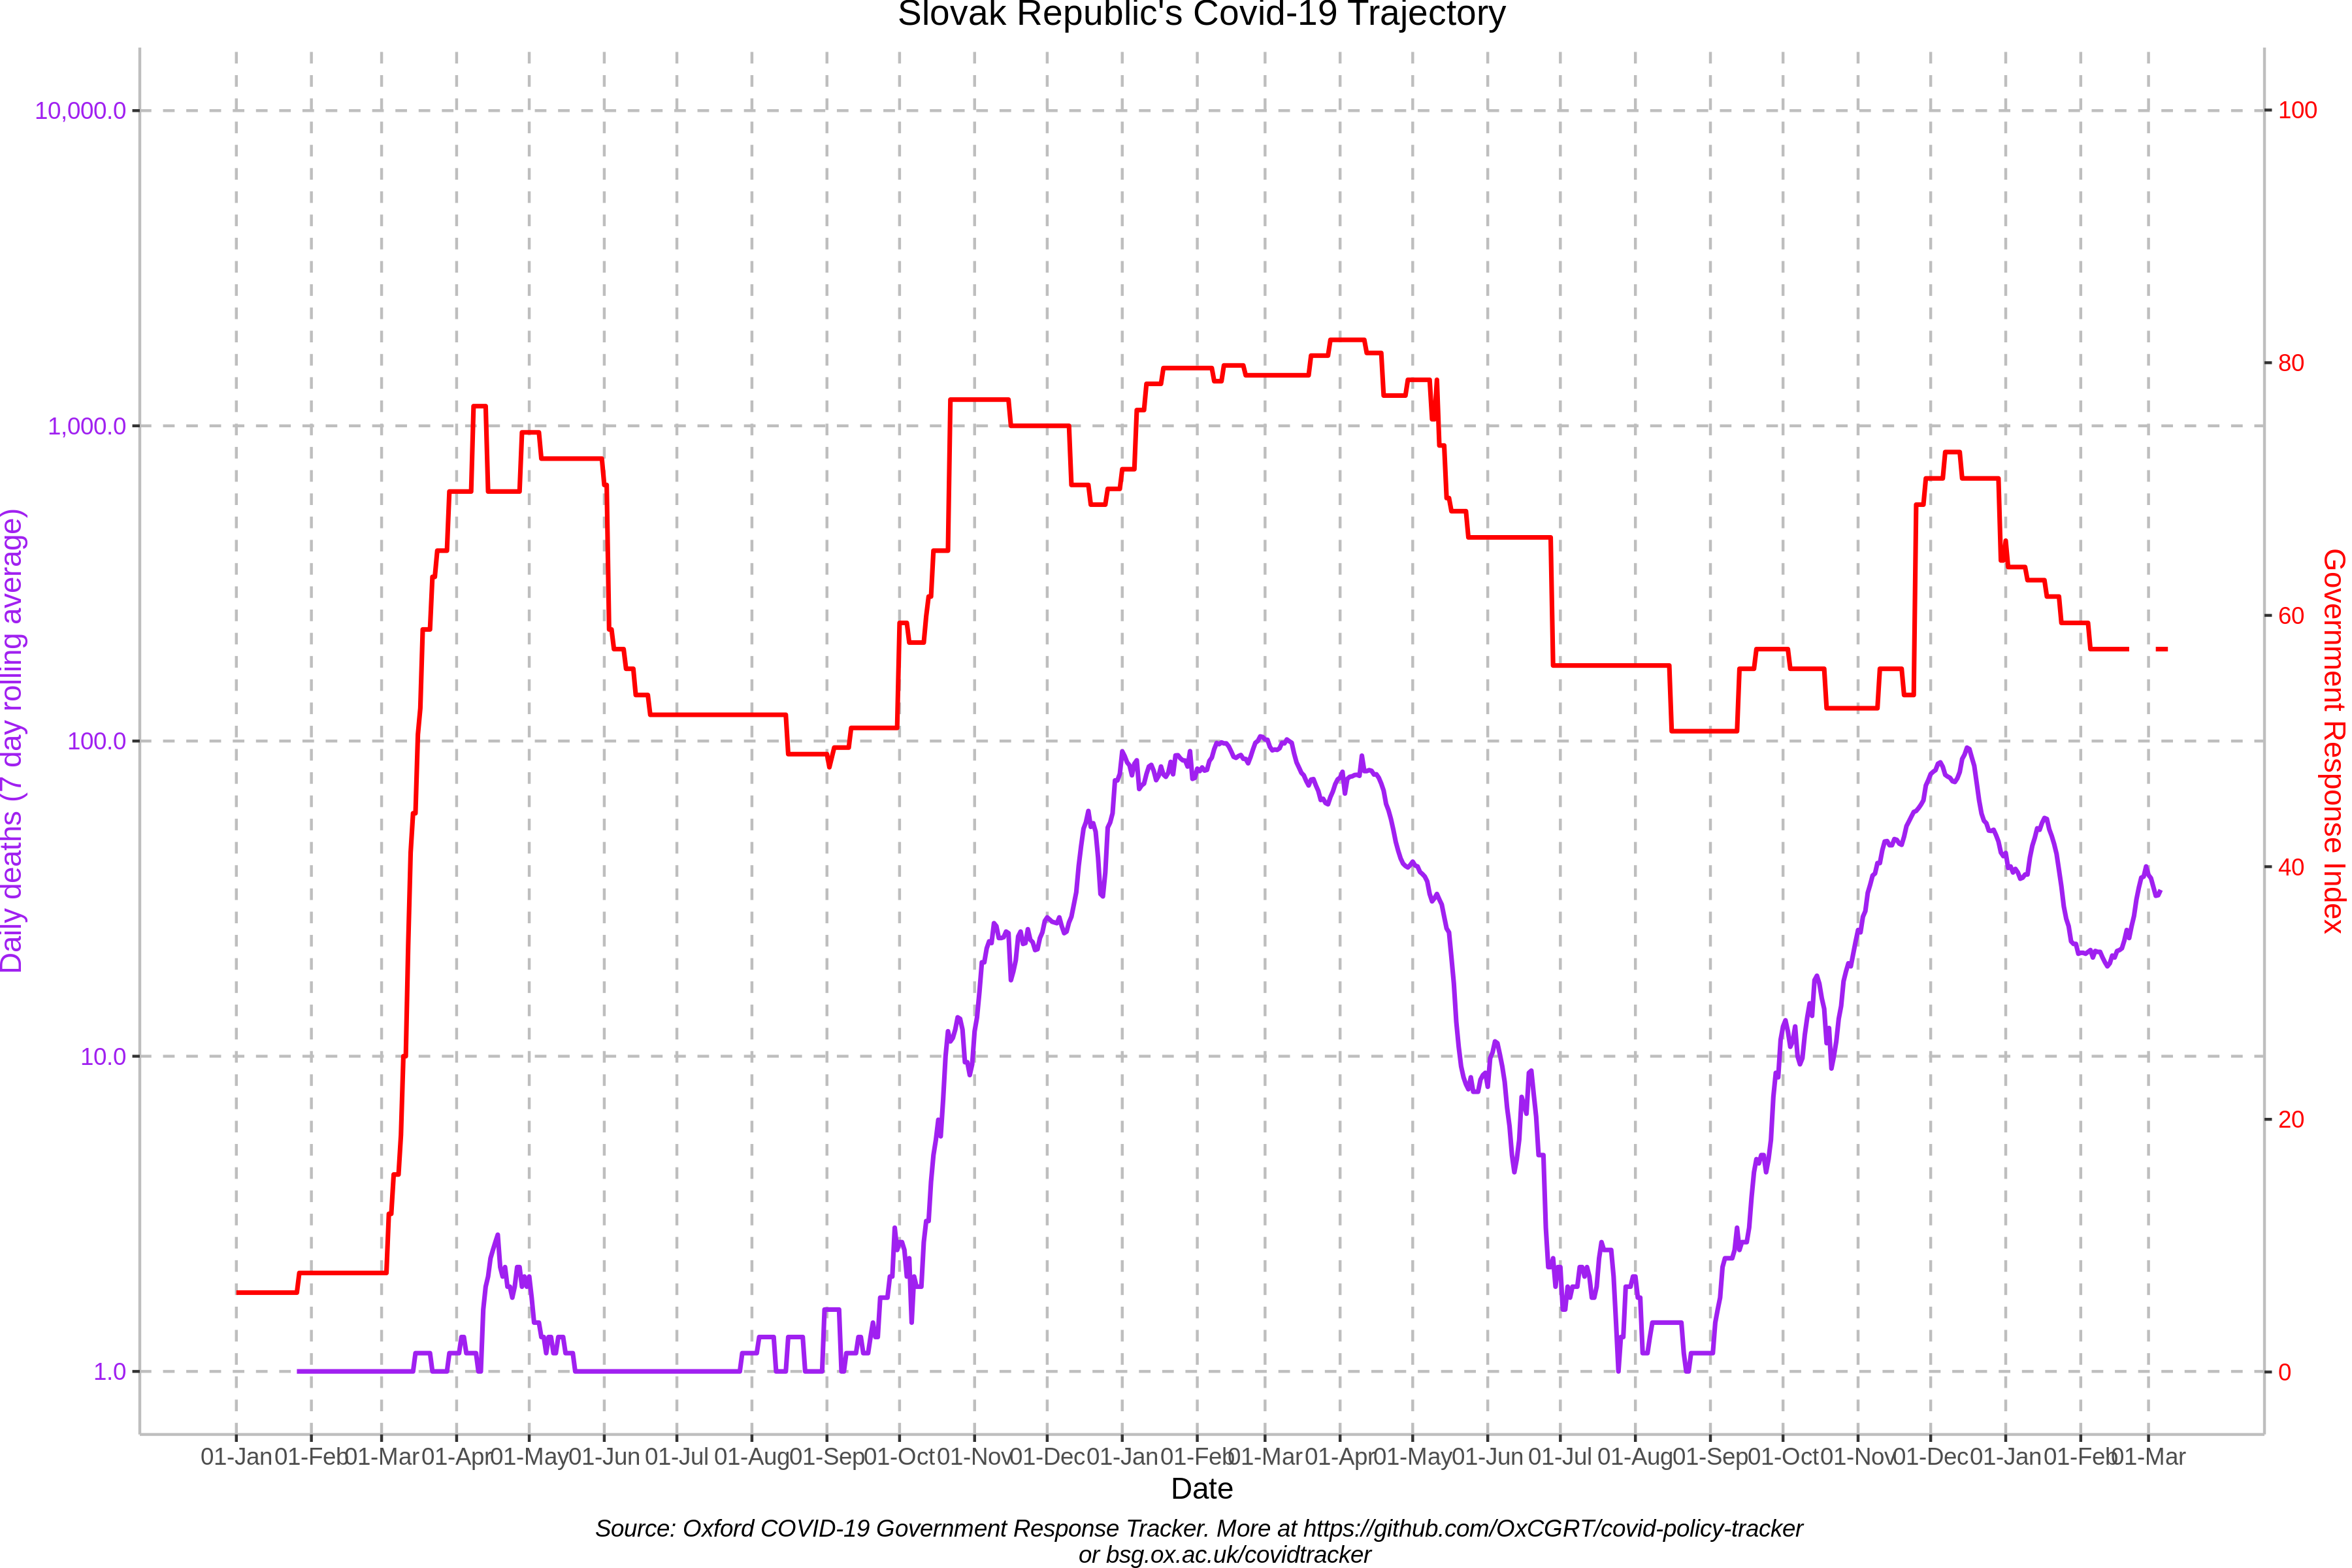 Slovak Republic's Covid-19 Trajectory
10,000.0
1,000.0
100.0
10.0
1.0
Daily deaths (7 day rolling average)
100
80
60
40
20
0
Government Response Index
01-Jan 01-Feb 01-Mar 01-Apr 01-May 01-Jun 01-Jul 01-Aug 01-Sep 01-Oct 01-Nov 01-Dec 01-Jan 01-Feb 01-Mar 01-Apr 01-May 01-Jun 01-Jul 01-Aug 01-Sep 01-Oct 01-Nov 01-Dec 01-Jan 01-Feb 01-Mar
Date
Source: Oxford COVID-19 Government Response Tracker. More at https://github.com/OxCGRT/covid-policy-tracker
or bsg.ox.ac.uk/covidtracker